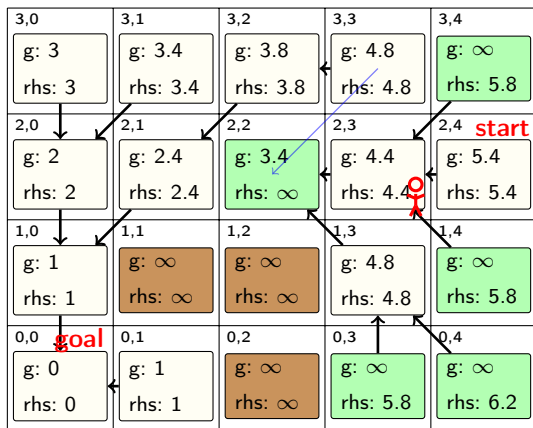 3,0 3,1 3,2 3,3 3,4
g: 3 g: 3.4 g: 3.8 g: 4.8 g: ∞
rhs: 3 rhs: 3.4 rhs: 3.8 rhs: 4.8 rhs: 5.8
2,0 2,1 2,2 2,3 2,4 start
g: 2 g: 2.4 g: 3.4 g: 4.4 g: 5.4
rhs: 2 rhs: 2.4 rhs: ∞ rhs: 4.4 rhs: 5.4
1,0 1,1 1,2 1,3 1,4
g: 1 g: ∞ g: ∞ g: 4.8 g: ∞
rhs: 1 rhs: ∞ rhs: ∞ rhs: 4.8 rhs: 5.8
0,0 goal 0,1 0,2 0,3 0,4
g: 0 g: 1 g: ∞ g: ∞ g: ∞
rhs: 0 rhs: 1 rhs: ∞ rhs: 5.8 rhs: 6.2